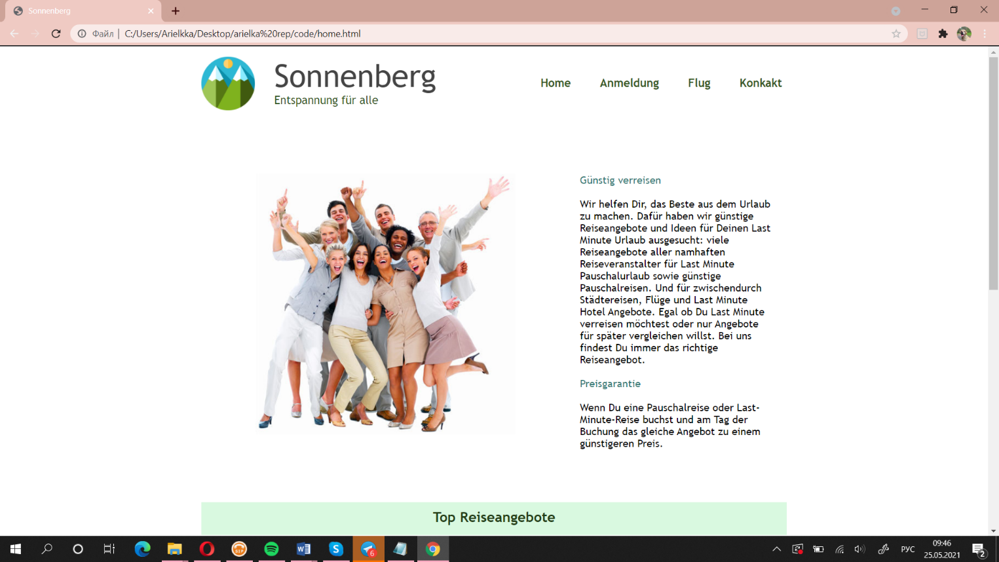 Sonnenberg
Файл | C:/Users/Arielkka/Desktop/arielka%20rep/code/home.html
Sonnenberg
Entspannung für alle
Home
Anmeldung
Flug
Konkakt
Günstig verreisen
Wir helfen Dir, das Beste aus dem Urlaub
zu machen. Dafür haben wir günstige
Reiseangebote und Ideen für Deinen Last
Minute Urlaub ausgesucht: viele
Reiseangebote aller namhaften
Reiseveranstalter für Last Minute
Pauschalurlaub sowie günstige
Pauschalreisen. Und für zwischendurch
Städtereisen, Flüge und Last Minute
Hotel Angebote. Egal ob Du Last Minute
verreisen möchtest oder nur Angebote
für später vergleichen willst. Bei uns
findest Du immer das richtige
Reiseangebot.
Preisgarantie
Wenn Du eine Pauschalreise oder Last-
Minute-Reise buchst und am Tag der
Buchung das gleiche Angebot zu einem
günstigeren Preis.
Top Reiseangebote
SLP
6
РУС
09:46
25.05.2021
2